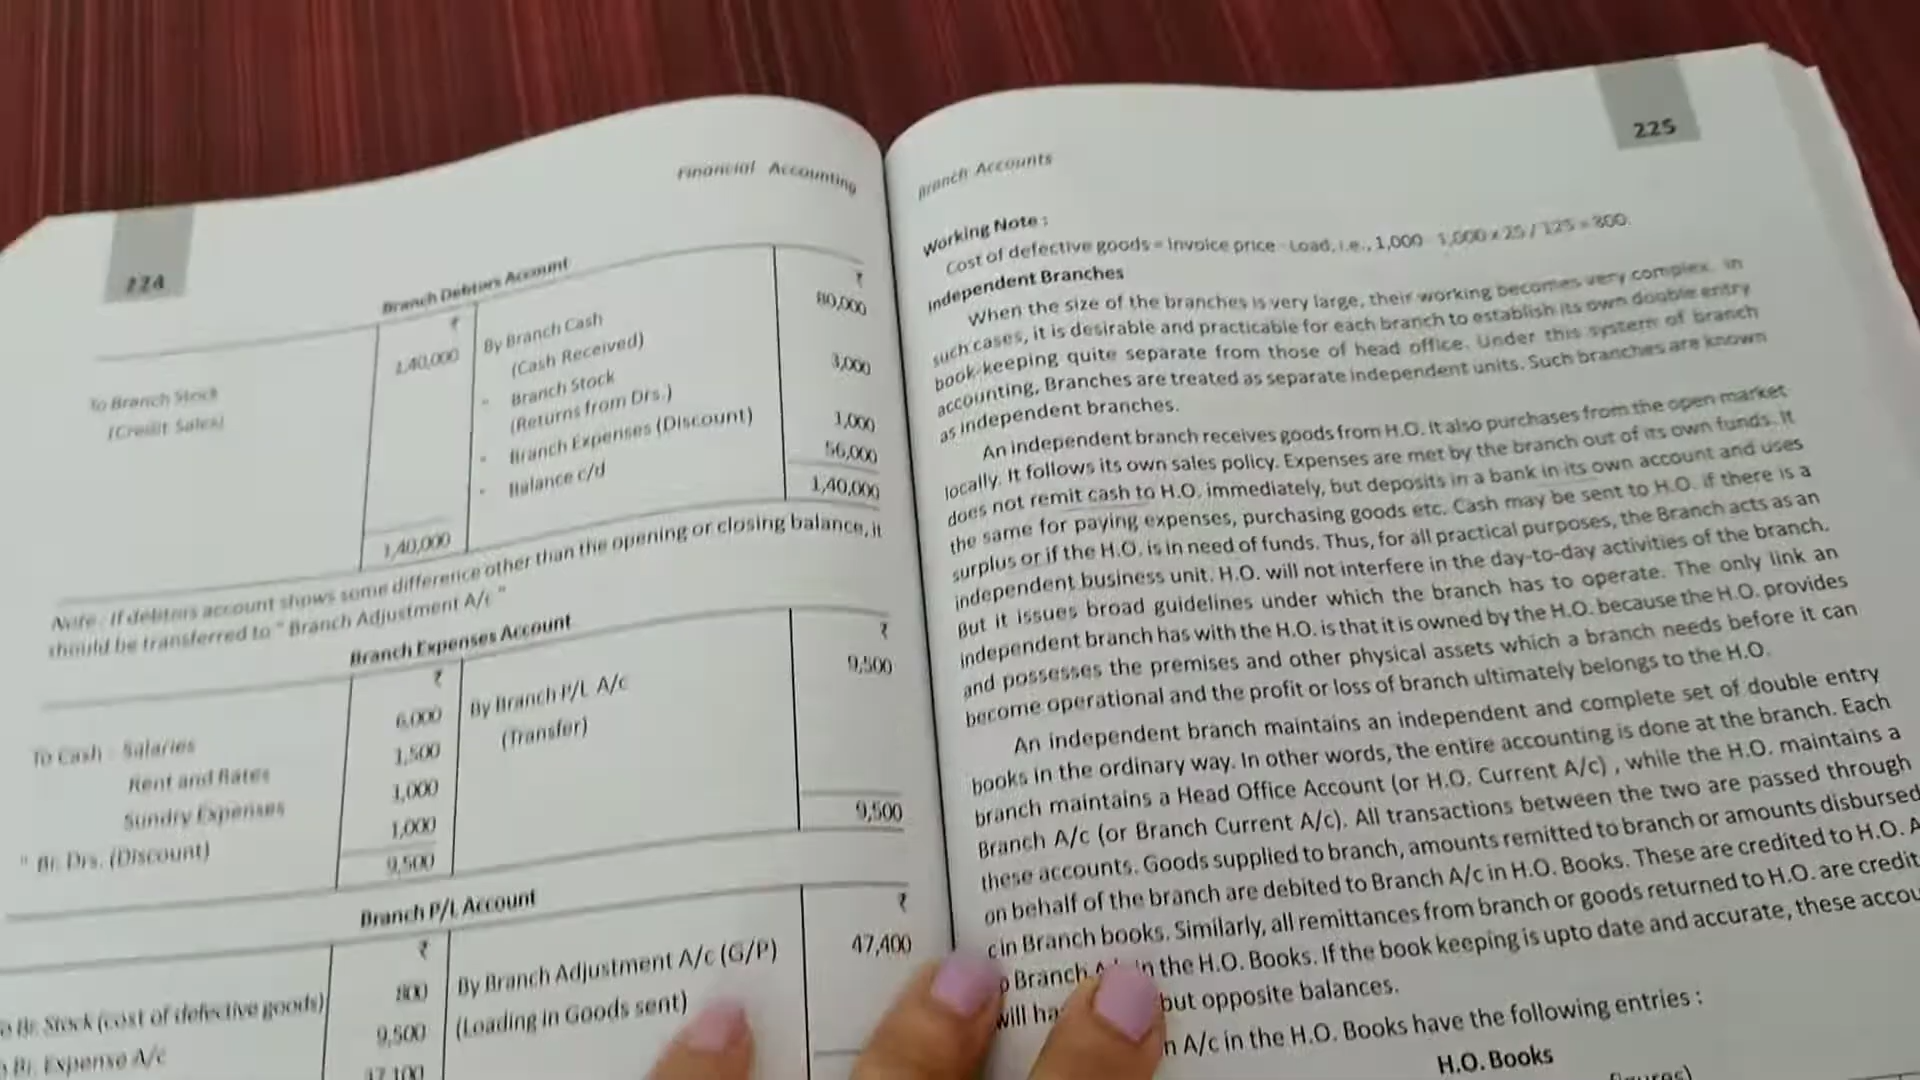 224
Financial Accounting
Branch Debtors Account
₹ ₹
To Branch Stock 1,40,000 By Branch Cash 80,000
(Credit Sales) (Cash Received)
" Branch Stock 3,000
(Returns from Drs.)
" Branch Expenses (Discount) 1,000
" Balance c/d 56,000
1,40,000 1,40,000
Note : If debtors account shows some difference other than the opening or closing balance, it
should be transferred to " Branch Adjustment A/c "
Branch Expenses Account
₹ ₹
To Cash - Salaries 6,000 By Branch P/L A/c 9,500
Rent and Rates 1,500 (Transfer)
Sundry Expenses 1,000
" Br. Drs. (Discount) 1,000
9,500 9,500
Branch P/L Account
₹ ₹
Br. Stock (cost of defective goods) 800 By Branch Adjustment A/c (G/P) 47,400
Br. Expense A/c 9,500 (Loading in Goods sent)
37,100
Branch Accounts
225
Working Note :
Cost of defective goods = Invoice price - Load, i.e., 1,000 - 1,000 x 25 / 125 = 800.
Independent Branches
When the size of the branches is very large, their working becomes very complex. In
such cases, it is desirable and practicable for each branch to establish its own double entry
book-keeping quite separate from those of head office. Under this system of branch
accounting, Branches are treated as separate independent units. Such branches are known
as independent branches.
An independent branch receives goods from H.O. It also purchases from the open market
locally. It follows its own sales policy. Expenses are met by the branch out of its own funds. It
does not remit cash to H.O. immediately, but deposits in a bank in its own account and uses
the same for paying expenses, purchasing goods etc. Cash may be sent to H.O. if there is a
surplus or if the H.O. is in need of funds. Thus, for all practical purposes, the Branch acts as an
independent business unit. H.O. will not interfere in the day-to-day activities of the branch.
But it issues broad guidelines under which the branch has to operate. The only link an
independent branch has with the H.O. is that it is owned by the H.O. because the H.O. provides
and possesses the premises and other physical assets which a branch needs before it can
become operational and the profit or loss of branch ultimately belongs to the H.O.
An independent branch maintains an independent and complete set of double entry
books in the ordinary way. In other words, the entire accounting is done at the branch. Each
branch maintains a Head Office Account (or H.O. Current A/c) , while the H.O. maintains a
Branch A/c (or Branch Current A/c). All transactions between the two are passed through
these accounts. Goods supplied to branch, amounts remitted to branch or amounts disbursed
on behalf of the branch are debited to Branch A/c in H.O. Books. These are credited to H.O. A
c in Branch books. Similarly, all remittances from branch or goods returned to H.O. are credit
Branch in the H.O. Books. If the book keeping is upto date and accurate, these accou
will but opposite balances.
A/c in the H.O. Books have the following entries :
H.O. Books